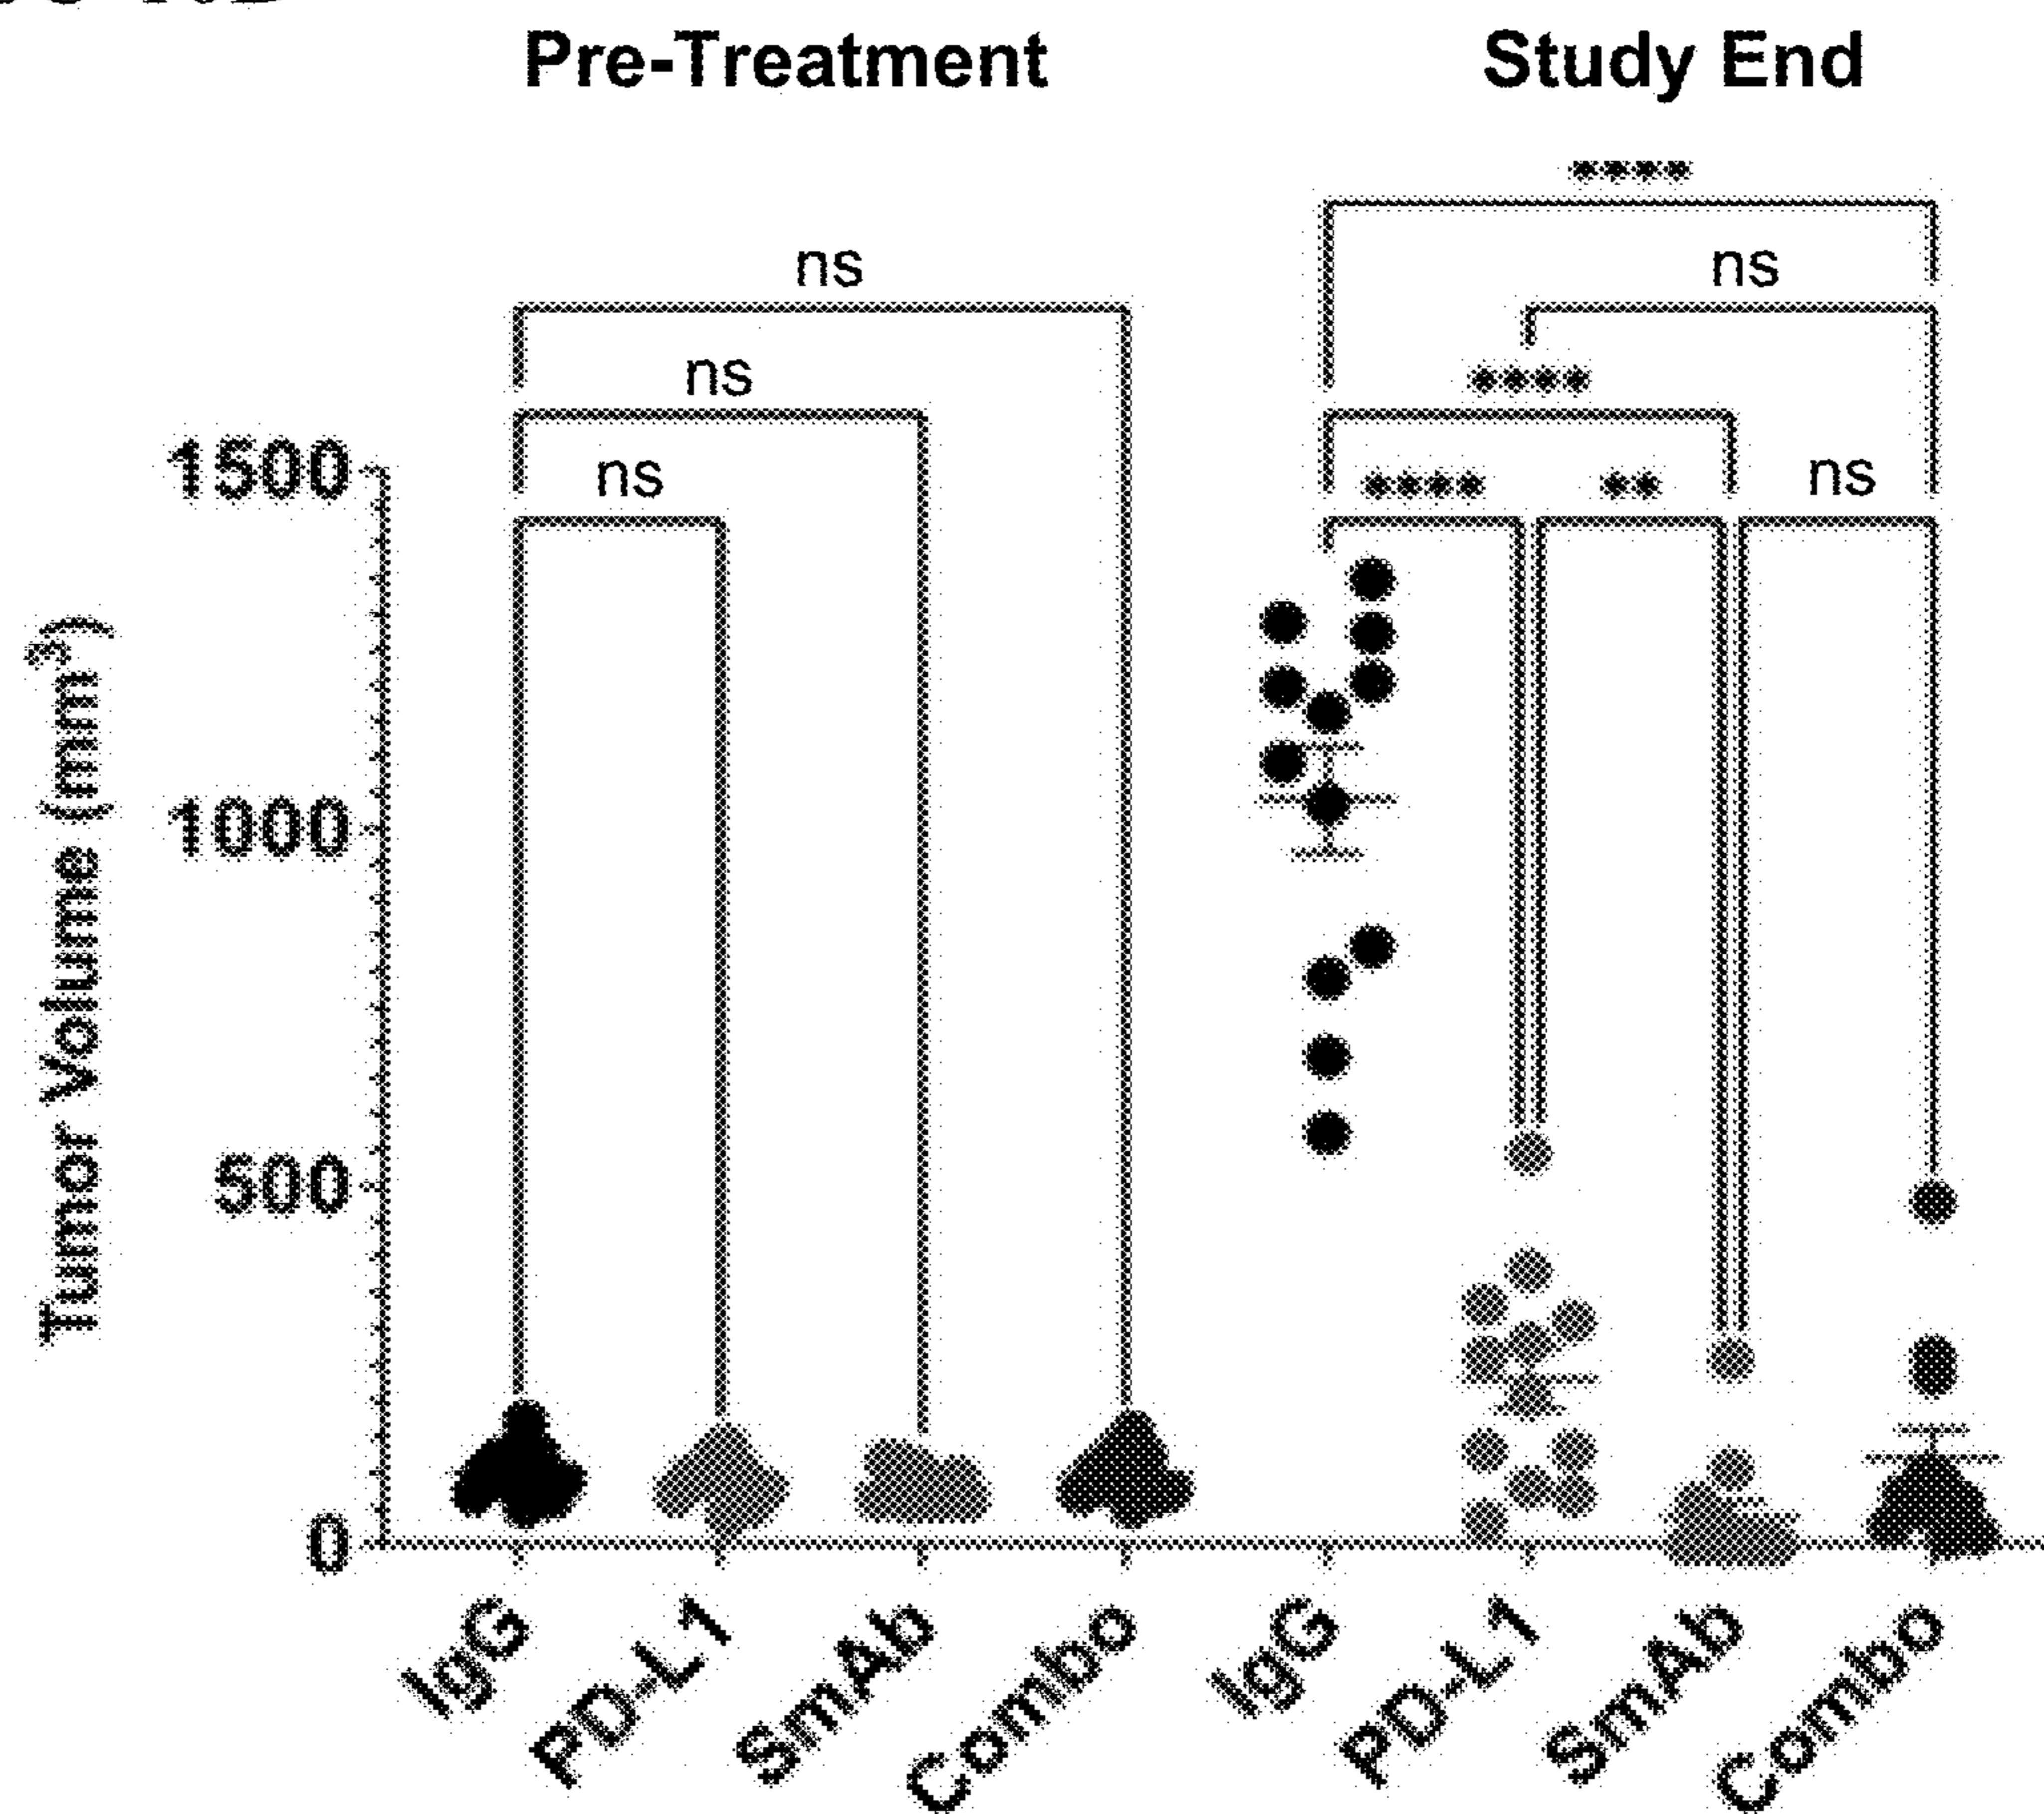 Pre-Treatment Study End
****
ns ns
ns ****
ns **** ** ns
Tumor Volume (mm³)
1500
1000
500
0
IgG PD-L1 SmAb Combo IgG PD-L1 SmAb Combo